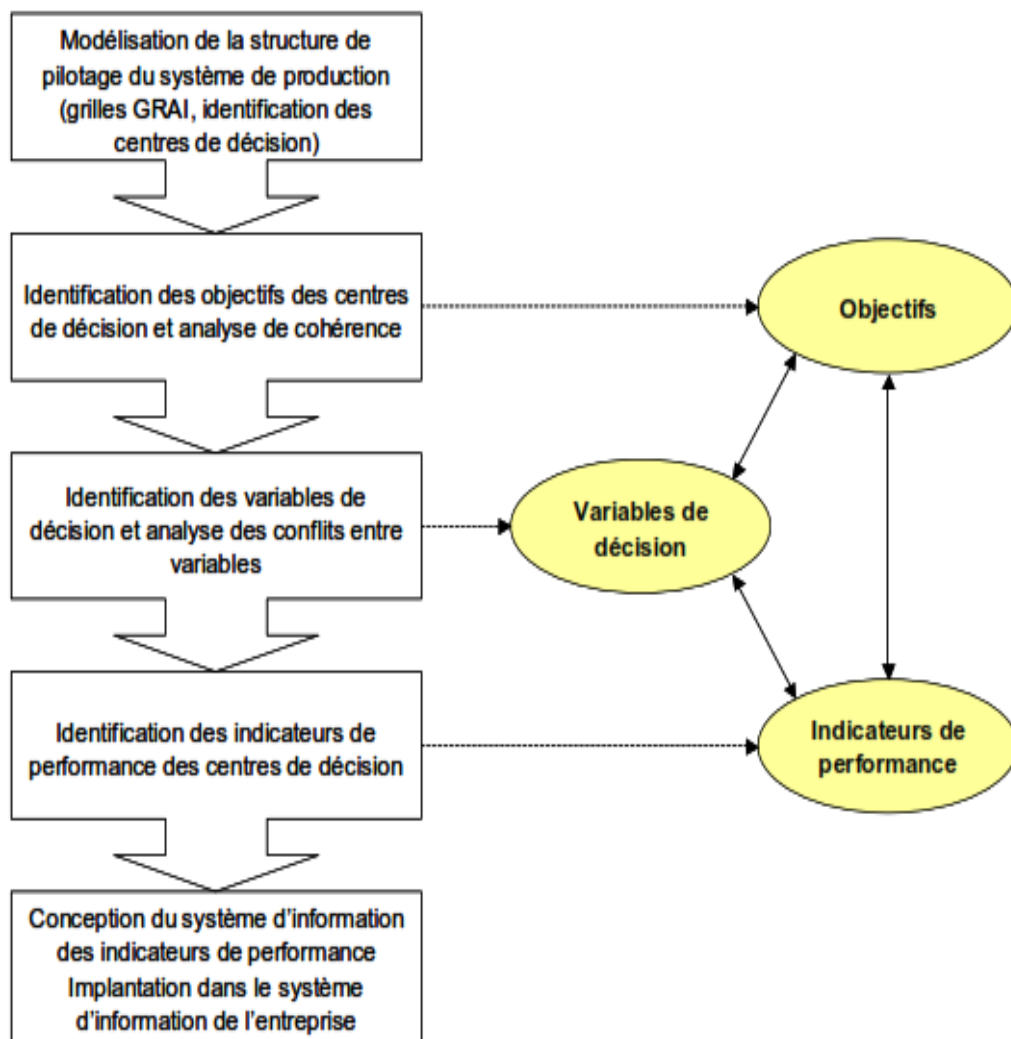 Modélisation de la structure de
pilotage du système de production
(grilles GRAI, identification des
centres de décision)
Identification des objectifs des centres
de décision et analyse de cohérence
Objectifs
Identification des variables de
décision et analyse des conflits entre
variables
Variables de
décision
Identification des indicateurs de
performance des centres de décision
Indicateurs de
performance
Conception du système d'information
des indicateurs de performance
Implantation dans le système
d'information de l'entreprise